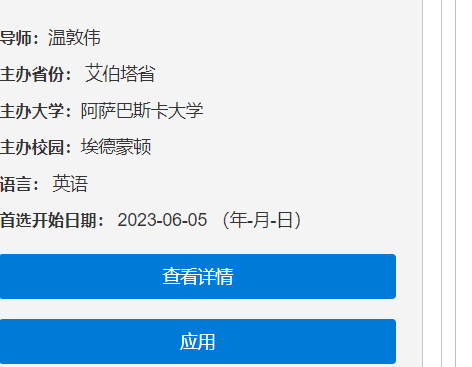 导师：温敦伟
主办省份： 艾伯塔省
主办大学：阿萨巴斯卡大学
主办校园：埃德蒙顿
语言： 英语
首选开始日期： 2023-06-05 （年-月-日）
查看详情
应用